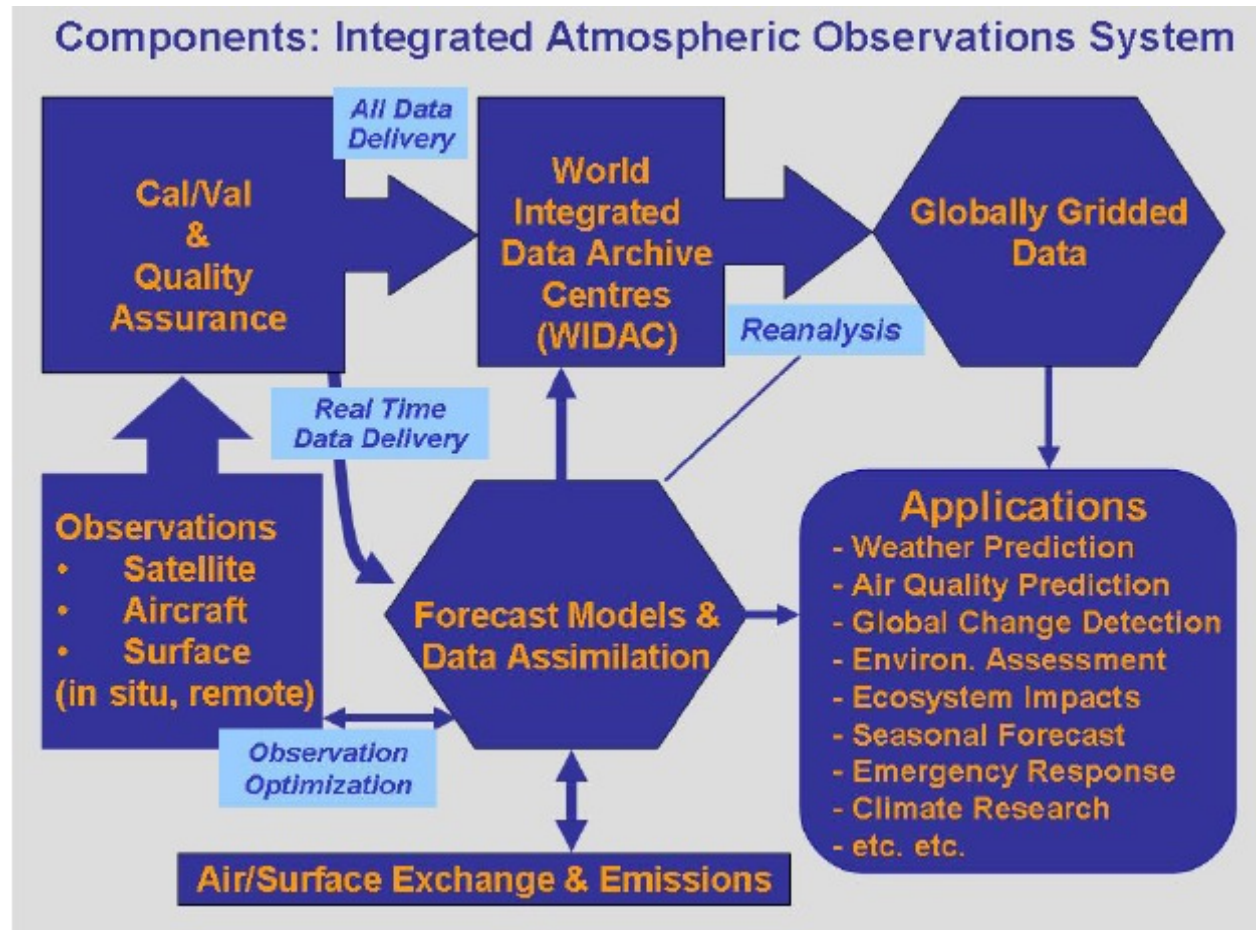 Components: Integrated Atmospheric Observations System
All Data
Delivery
Cal/Val
&
Quality
Assurance
World
Integrated
Data Archive
Centres
(WIDAC)
Globally Gridded
Data
Reanalysis
Real Time
Data Delivery
Observations
• Satellite
• Aircraft
• Surface
(in situ, remote)
Forecast Models &
Data Assimilation
Applications
- Weather Prediction
- Air Quality Prediction
- Global Change Detection
- Environ. Assessment
- Ecosystem Impacts
- Seasonal Forecast
- Emergency Response
- Climate Research
- etc. etc.
Observation
Optimization
Air/Surface Exchange & Emissions